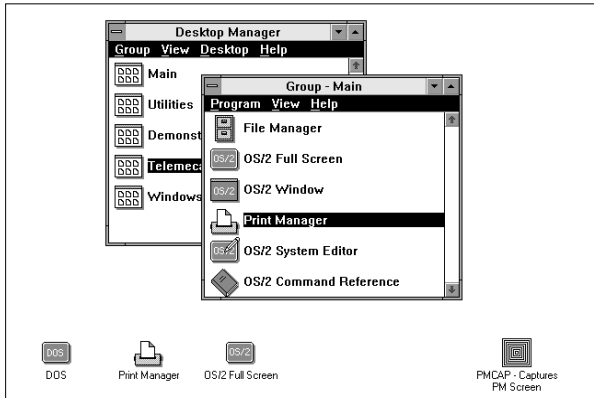 Desktop Manager
Group View Desktop Help
Main
Utilities
Demonst
Telemeca
Windows
Group - Main
Program View Help
File Manager
OS/2 OS/2 Full Screen
OS/2 OS/2 Window
Print Manager
OS/2 OS/2 System Editor
OS/2 Command Reference
DOS
DOS
Print Manager
OS/2
OS/2 Full Screen
PMCAP - Captures
PM Screen